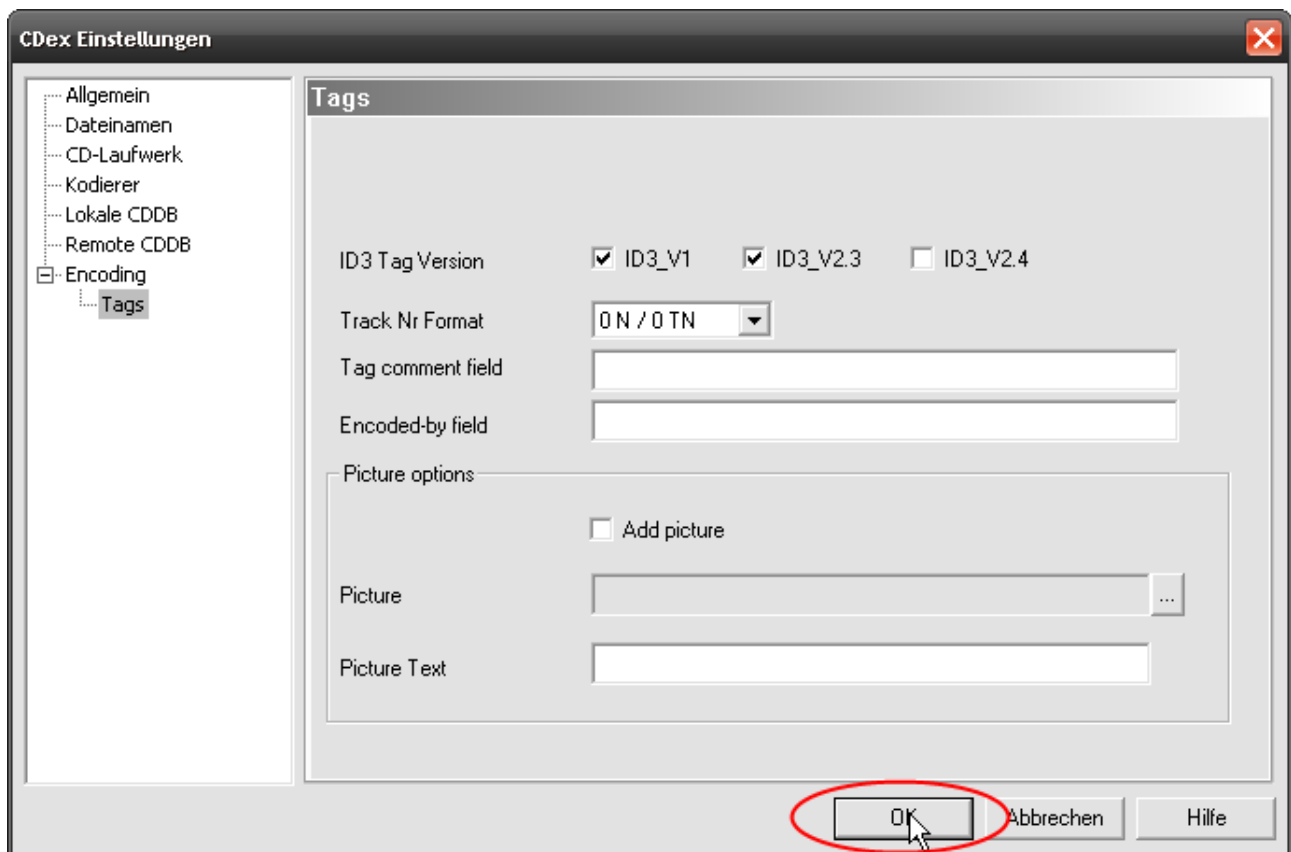 CDex Einstellungen
Allgemein
Dateinamen
CD-Laufwerk
Kodierer
Lokale CDDB
Remote CDDB
Encoding
Tags
Tags
ID3 Tag Version ID3_V1 ID3_V2.3 ID3_V2.4
Track Nr Format 0 N / 0 TN
Tag comment field
Encoded-by field
Picture options
Add picture
Picture ...
Picture Text
OK Abbrechen Hilfe